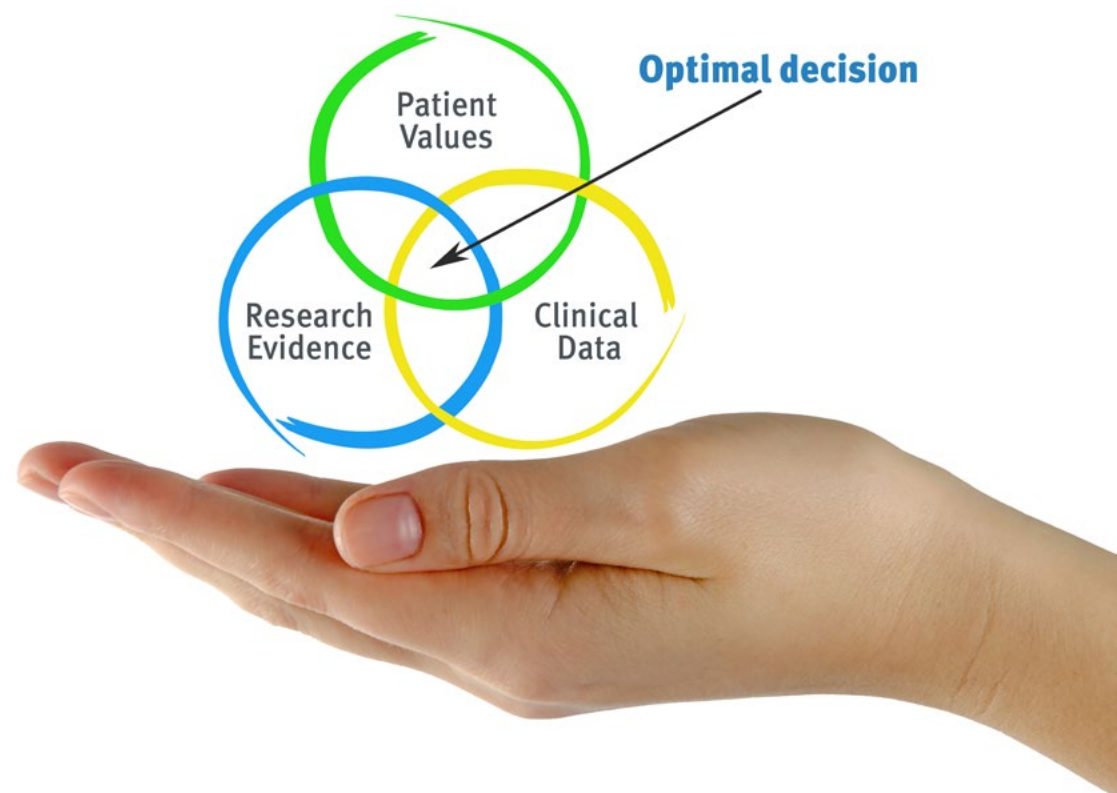 Optimal decision
Patient
Values
Research
Evidence
Clinical
Data